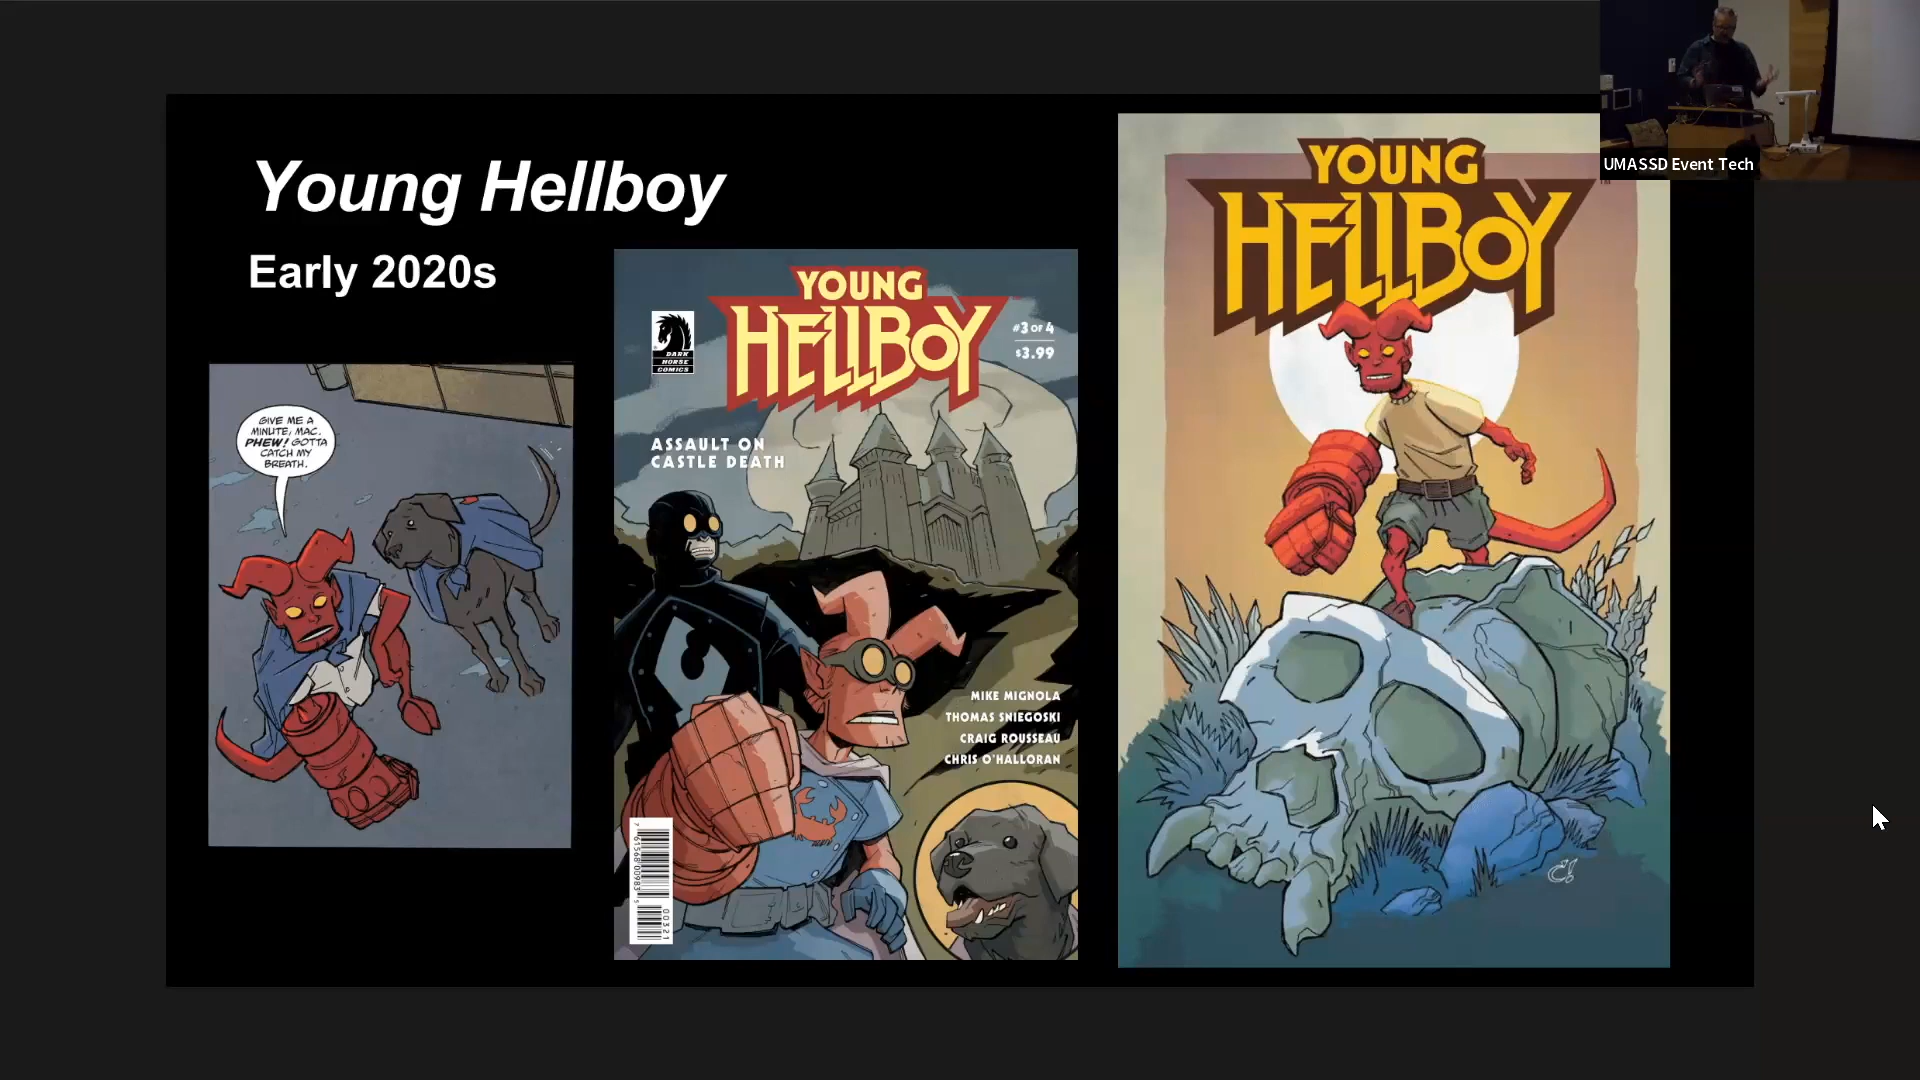 Young Hellboy
Early 2020s
GIVE ME A
MINUTE, MAC.
PHEW! GOTTA
CATCH MY
BREATH.
YOUNG
HELLBOY
DARK
HORSE
COMICS
#3 OF 4
$3.99
ASSAULT ON
CASTLE DEATH
MIKE MIGNOLA
THOMAS SNIEGOSKI
CRAIG ROUSSEAU
CHRIS O'HALLORAN
00321
YOUNG
HELLBOY
TM
UMASSD Event Tech